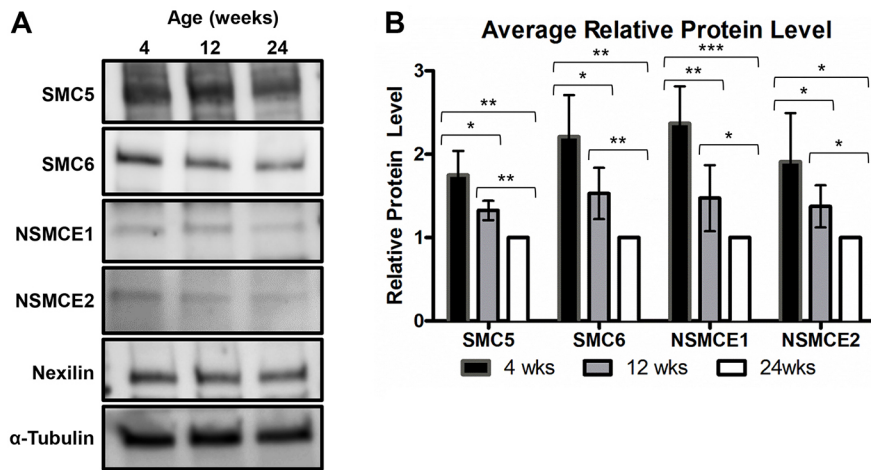 A
Age (weeks)
4 12 24
SMC5
SMC6
NSMCE1
NSMCE2
Nexilin
α-Tubulin
B
Average Relative Protein Level
Relative Protein Level
3
2
1
0
** * **
** * **
*** ** *
* * *
SMC5 SMC6 NSMCE1 NSMCE2
4 wks 12 wks 24wks